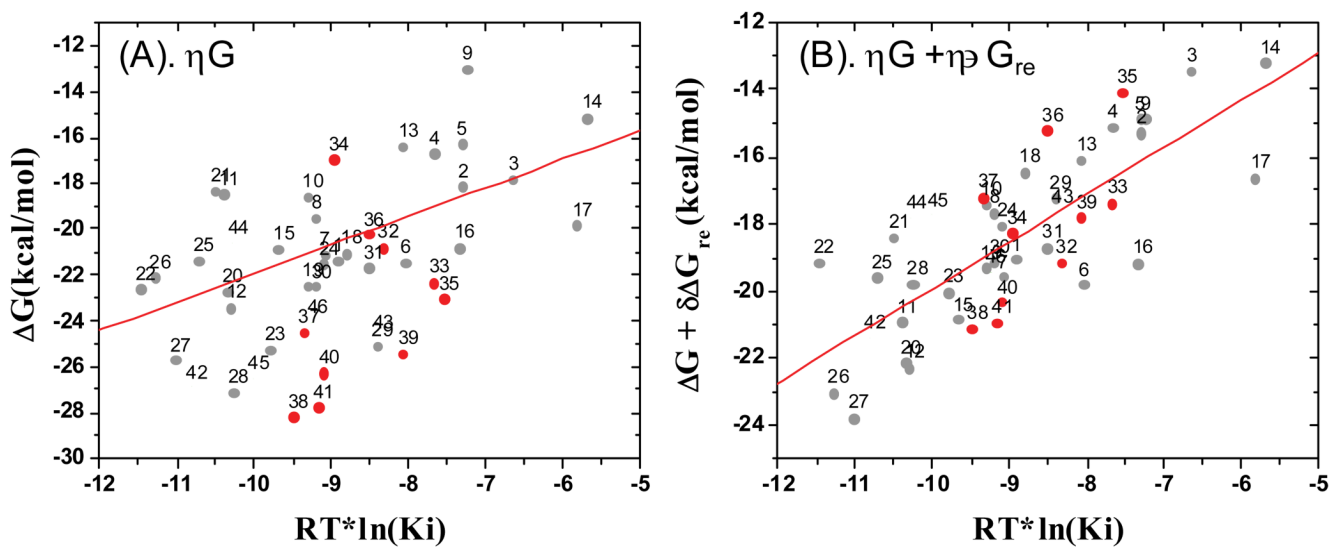 (A). ηG
-12
-14
-16
-18
-20
-22
-24
-26
-28
-30
ΔG(kcal/mol)
9
14
13 4 5
34
2 3
21 11
10
8
17
44
36
15 7 24 1 18 32 6 16
25 31
26
22 20 19 30 33
12 35
46
37
23 43
29 39
27 45 40
42
28 41
38
-12 -11 -10 -9 -8 -7 -6 -5
RT*ln(Ki)
(B). ηG +η϶ G
re
-12
-14
-16
-18
-20
-22
-24
ΔG + δΔG
re
(kcal/mol)
3 14
35
36 4 5 9
2
13
18 17
37 29
10 45 43 33
44 8
24 39
21 34
22 31 32 16
25 28 30 1
23 7 6
40
11 15 41
42 38
20
12
26
27
-12 -11 -10 -9 -8 -7 -6 -5
RT*ln(Ki)